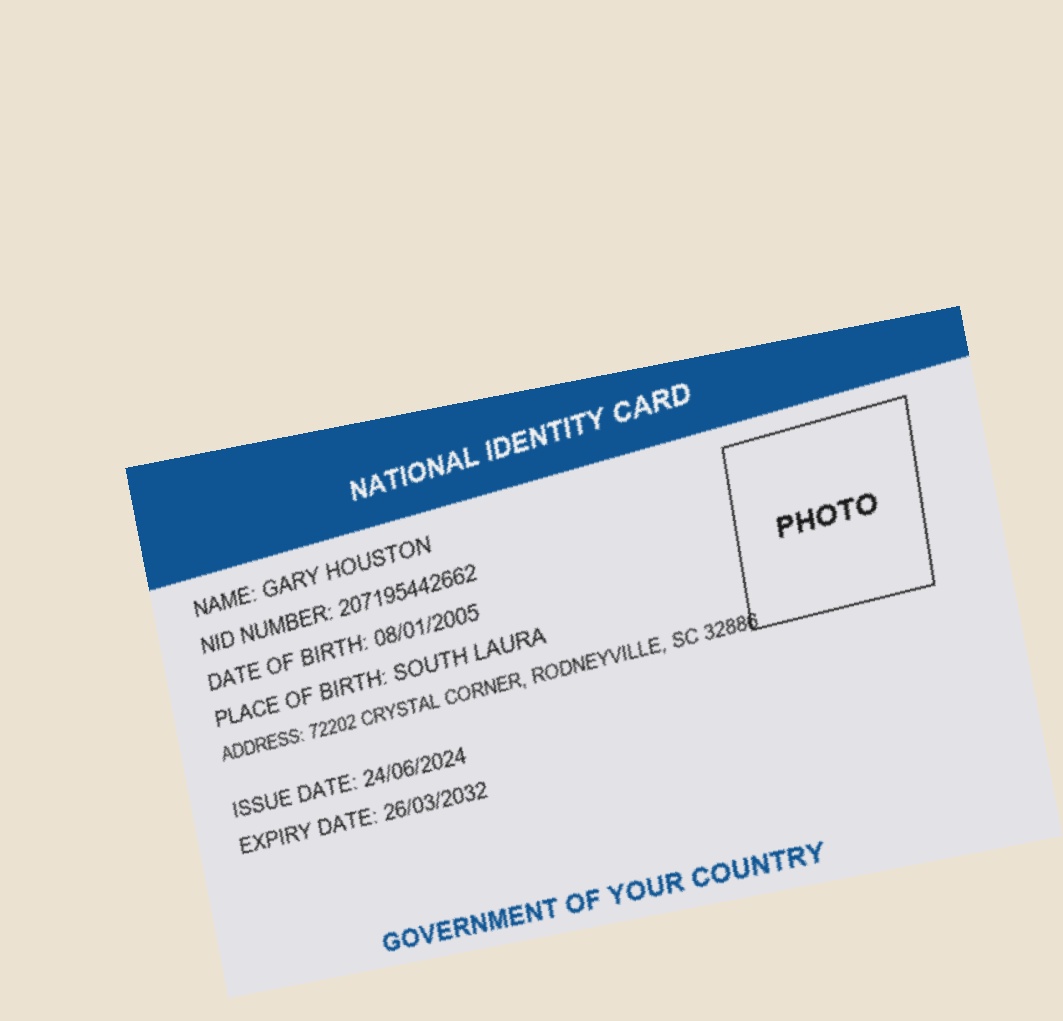 NATIONAL IDENTITY CARD
PHOTO
NAME: GARY HOUSTON
NID NUMBER: 207195442662
DATE OF BIRTH: 08/01/2005
PLACE OF BIRTH: SOUTH LAURA
ADDRESS: 72202 CRYSTAL CORNER, RODNEYVILLE, SC 32886
ISSUE DATE: 24/06/2024
EXPIRY DATE: 26/03/2032
GOVERNMENT OF YOUR COUNTRY